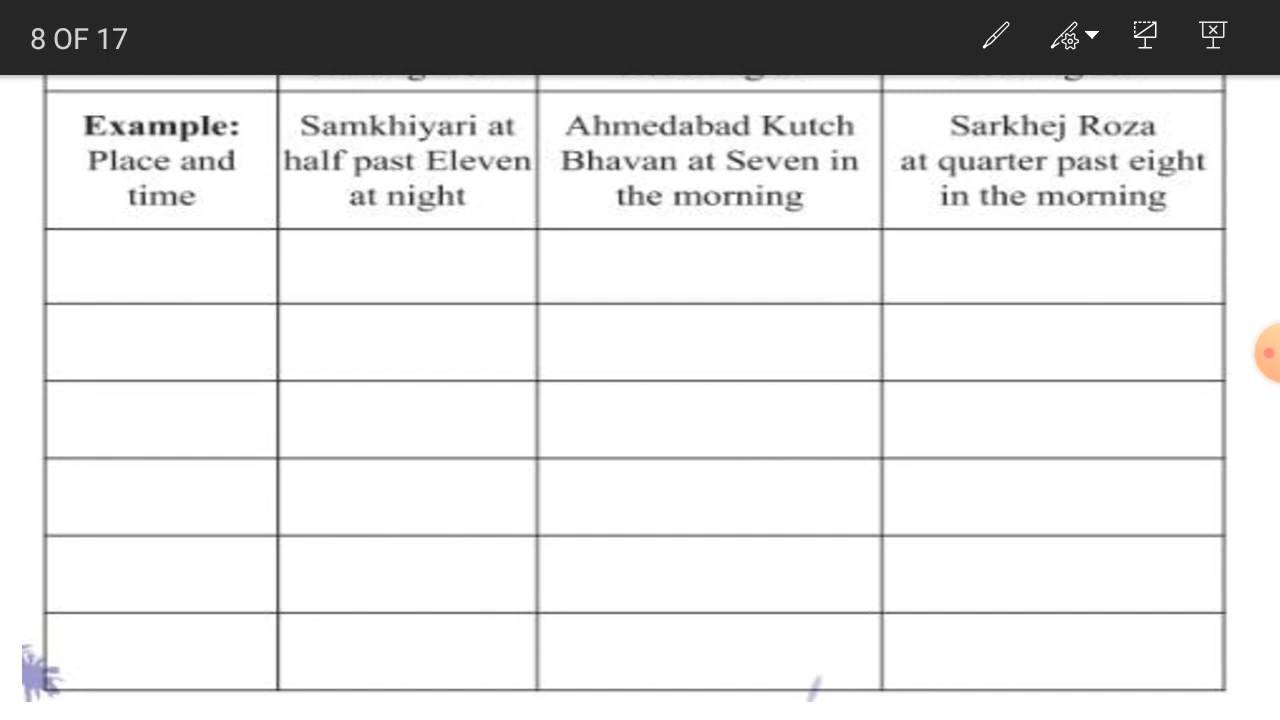 8 OF 17
Example:
Place and
time
Samkhiyari at
half past Eleven
at night
Ahmedabad Kutch
Bhavan at Seven in
the morning
Sarkhej Roza
at quarter past eight
in the morning